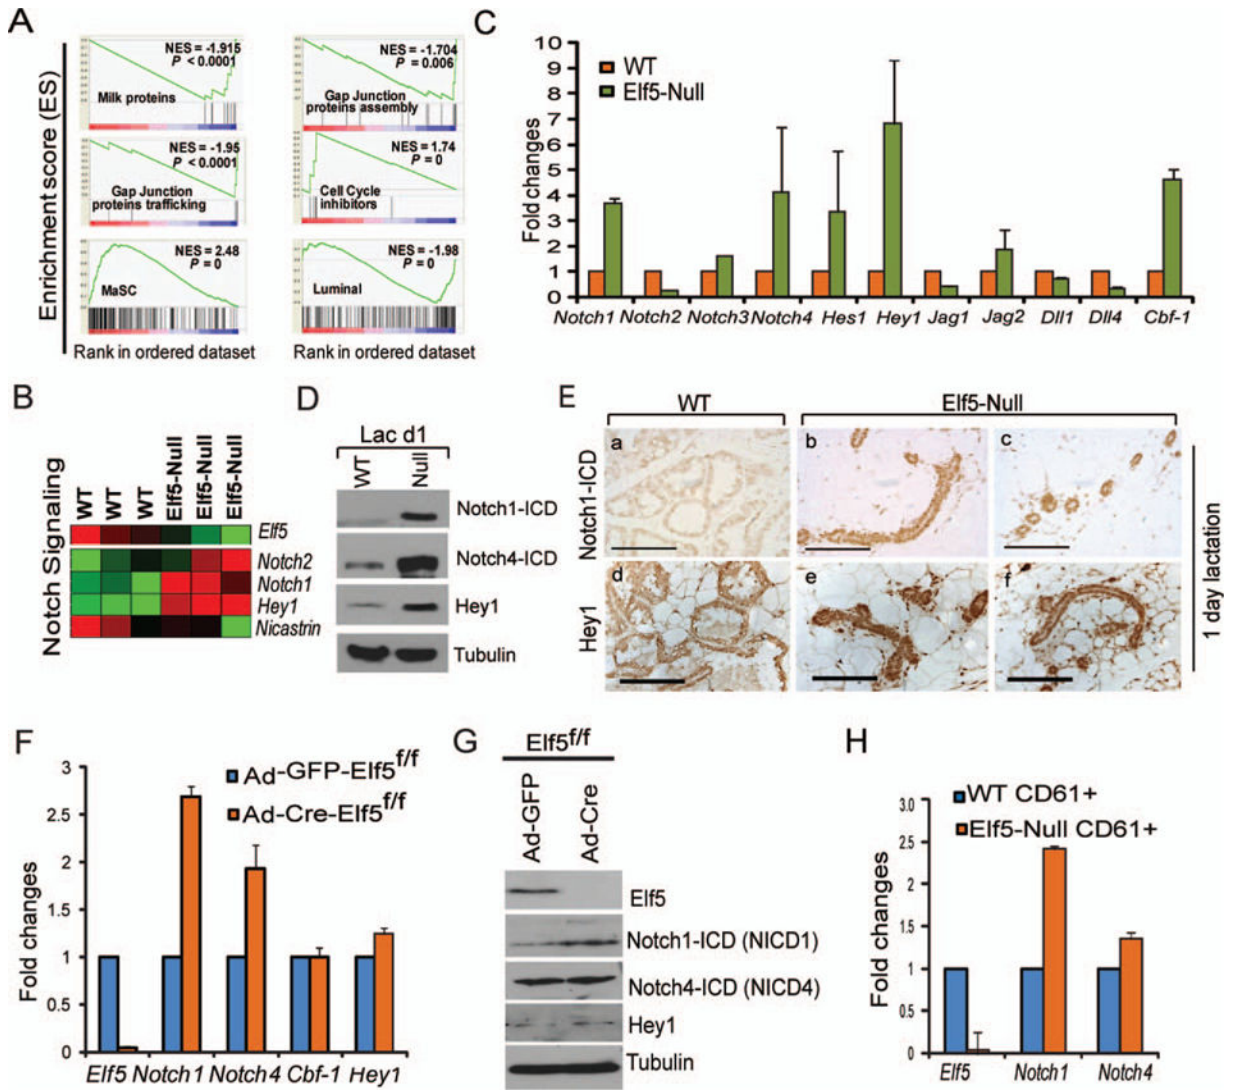 A
Enrichment score (ES)
NES = -1.915
P < 0.0001
Milk proteins
NES = -1.704
P = 0.006
Gap Junction
proteins assembly
NES = -1.95
P < 0.0001
Gap Junction
proteins trafficking
NES = 1.74
P = 0
Cell Cycle
inhibitors
NES = 2.48
P = 0
MaSC
NES = -1.98
P = 0
Luminal
Rank in ordered dataset
Rank in ordered dataset
C
Fold changes
10
9
8
7
6
5
4
3
2
1
0
WT
Elf5-Null
Notch1 Notch2 Notch3 Notch4 Hes1 Hey1 Jag1 Jag2 Dll1 Dll4 Cbf-1
B
Notch Signaling
WT WT WT Elf5-Null Elf5-Null Elf5-Null
Elf5
Notch2
Notch1
Hey1
Nicastrin
D
Lac d1
WT Null
Notch1-ICD
Notch4-ICD
Hey1
Tubulin
E
WT
Elf5-Null
Notch1-ICD
a
b
c
Hey1
d
e
f
1 day lactation
F
Fold changes
3
2.5
2
1.5
1
0.5
0
Ad-GFP-Elf5f/f
Ad-Cre-Elf5f/f
Elf5 Notch1 Notch4 Cbf-1 Hey1
G
Elf5f/f
Ad-GFP Ad-Cre
Elf5
Notch1-ICD (NICD1)
Notch4-ICD (NICD4)
Hey1
Tubulin
H
Fold changes
3.0
2.5
1.5
1
0.5
0
WT CD61+
Elf5-Null CD61+
Elf5 Notch1 Notch4